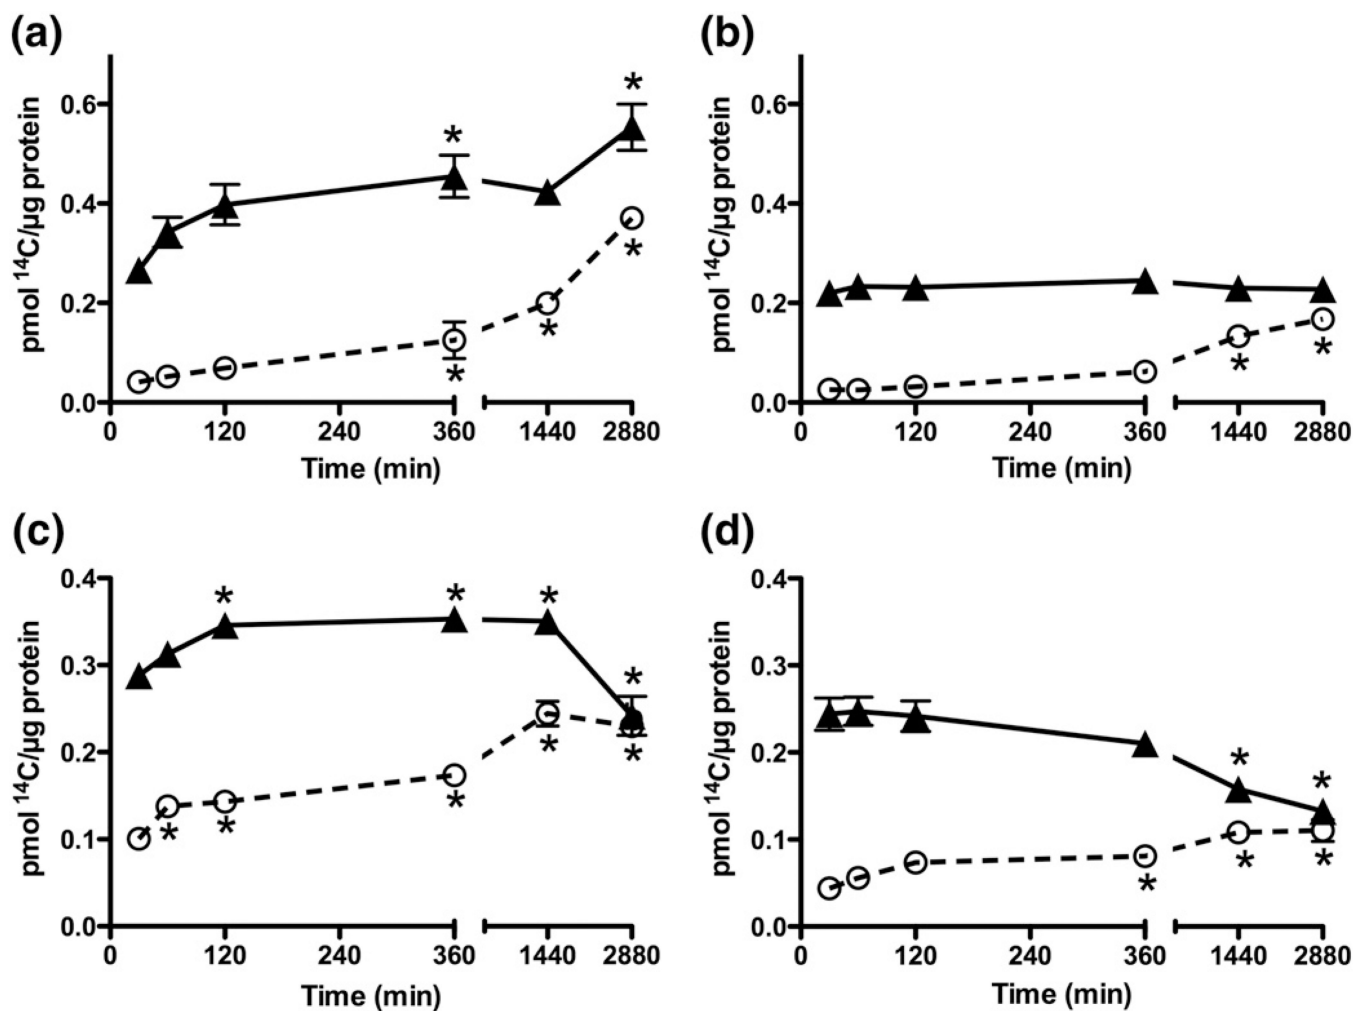 (a)
pmol ¹⁴C/µg protein
0.6
0.4
0.2
0.0
* * * * *
0 120 240 360 1440 2880
Time (min)
(b)
pmol ¹⁴C/µg protein
0.6
0.4
0.2
0.0
* *
0 120 240 360 1440 2880
Time (min)
(c)
pmol ¹⁴C/µg protein
0.4
0.3
0.2
0.1
0.0
* * * * * * * * *
0 120 240 360 1440 2880
Time (min)
(d)
pmol ¹⁴C/µg protein
0.4
0.3
0.2
0.1
0.0
* * * * *
0 120 240 360 1440 2880
Time (min)